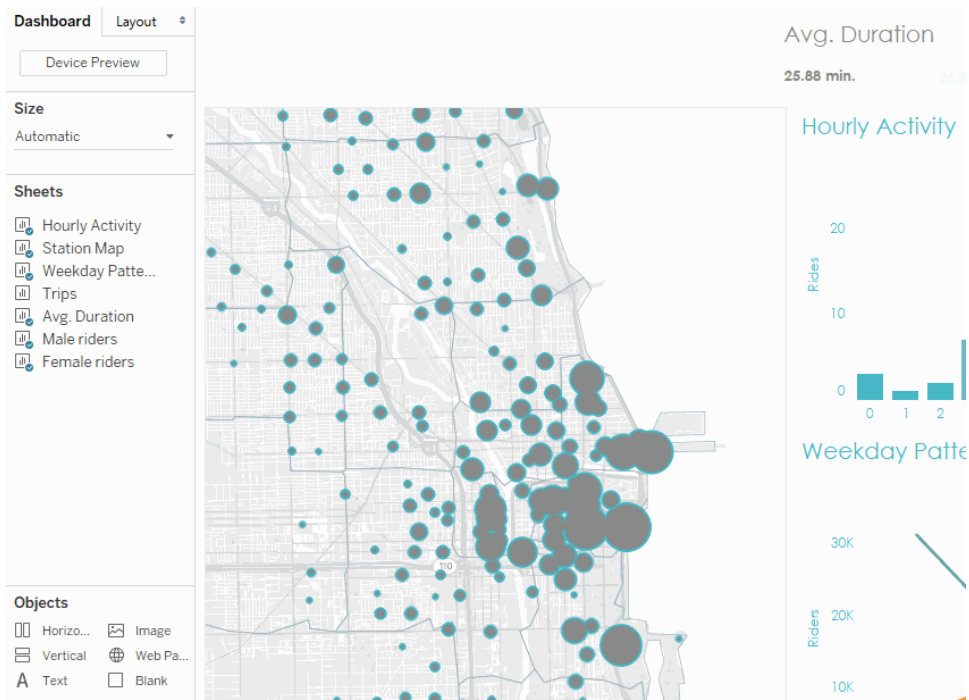 Dashboard
Layout
Device Preview
Size
Automatic
Sheets
Hourly Activity
Station Map
Weekday Patte...
Trips
Avg. Duration
Male riders
Female riders
Objects
Horizo...
Image
Vertical
Web Pa...
A Text
Blank
110
Avg. Duration
25.88 min.
Hourly Activity
20
10
0
Rides
0 1 2
Weekday Patte
30K
20K
10K
Riders